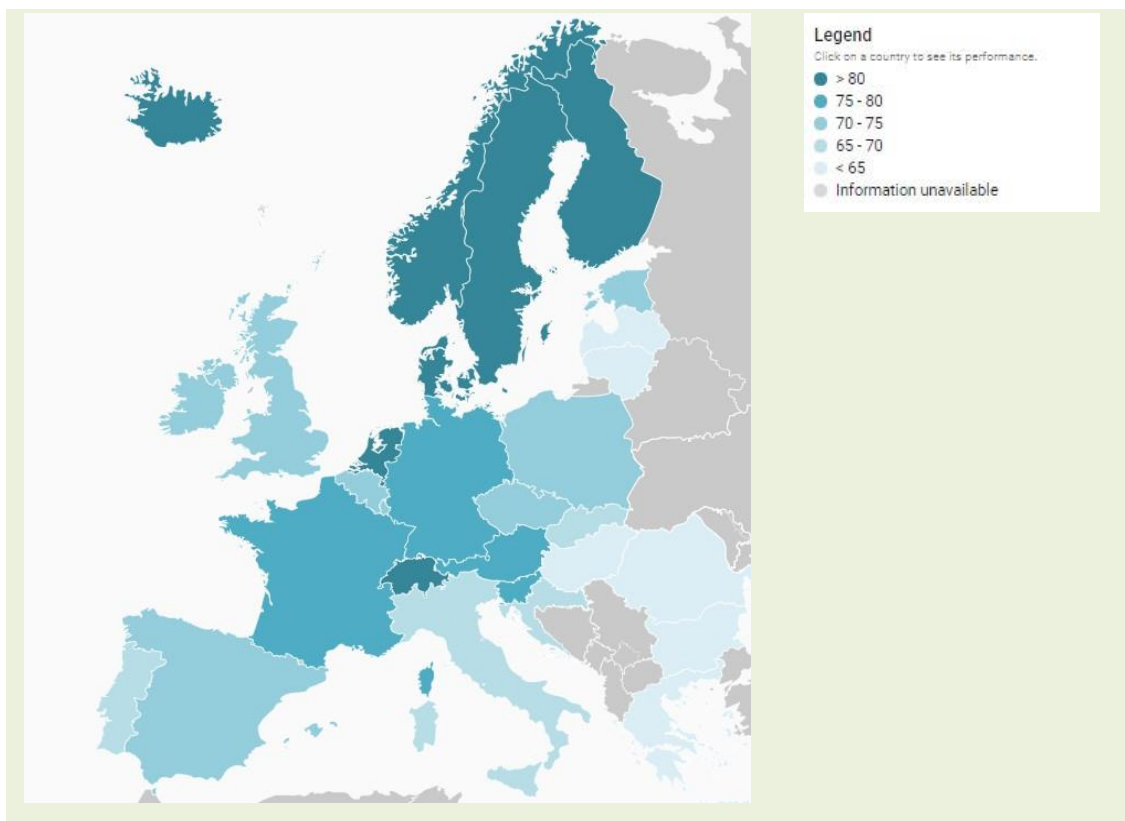 Legend
Click on a country to see its performance.
> 80
75 - 80
70 - 75
65 - 70
< 65
Information unavailable